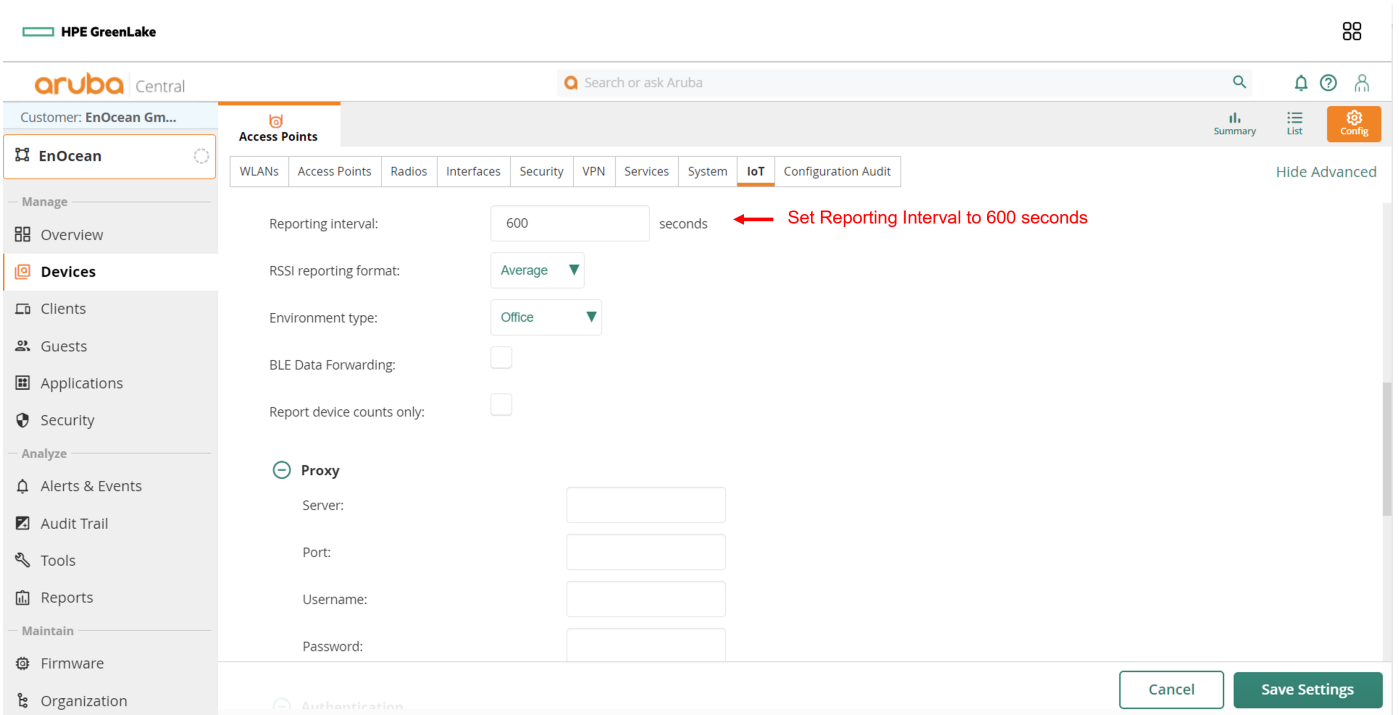 HPE GreenLake
aruba Central
Search or ask Aruba
Customer: EnOcean Gm...
EnOcean
Manage
Overview
Devices
Clients
Guests
Applications
Security
Analyze
Alerts & Events
Audit Trail
Tools
Reports
Maintain
Firmware
Organization
Access Points
Summary
List
Config
WLANs Access Points Radios Interfaces Security VPN Services System IoT Configuration Audit
Hide Advanced
Reporting interval: 600 seconds
Set Reporting Interval to 600 seconds
RSSI reporting format: Average
Environment type: Office
BLE Data Forwarding:
Report device counts only:
Proxy
Server:
Port:
Username:
Password:
Authentication
Cancel
Save Settings